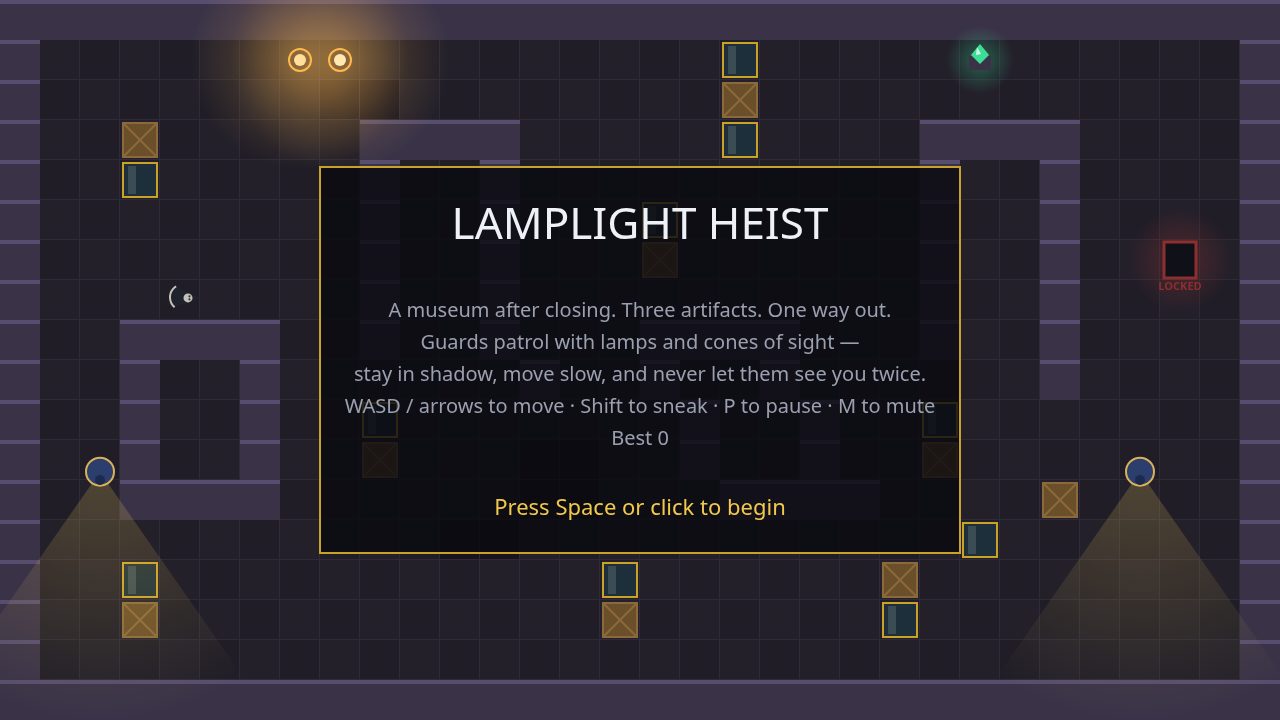 LAMPLIGHT HEIST
A museum after closing. Three artifacts. One way out.
Guards patrol with lamps and cones of sight —
stay in shadow, move slow, and never let them see you twice.
WASD / arrows to move · Shift to sneak · P to pause · M to mute
Best 0
Press Space or click to begin
LOCKED